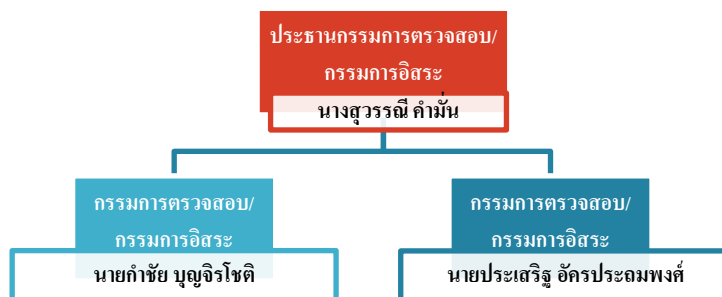 ประธานกรรมการตรวจสอบ/
กรรมการอิสระ
นางสุวรรณี คำมั่น
กรรมการตรวจสอบ/
กรรมการอิสระ
นายกำชัย บุญจิรโชติ
กรรมการตรวจสอบ/
กรรมการอิสระ
นายประเสริฐ อัครประถมพงศ์